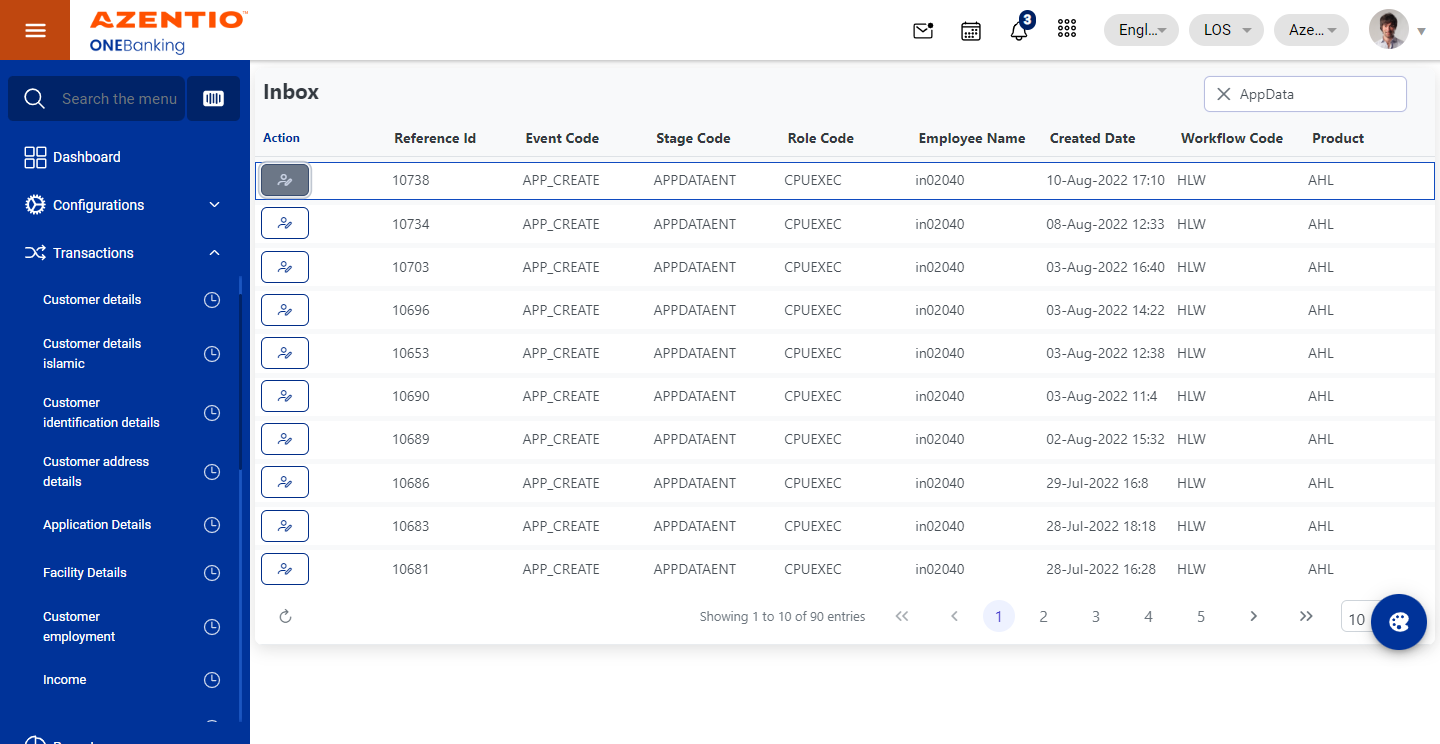 AZENTIO™
ONEBanking
3
Engl...
LOS
Aze...
Search the menu
Dashboard
Configurations
Transactions
Customer details
Customer details
islamic
Customer
identification details
Customer address
details
Application Details
Facility Details
Customer
employment
Income
Inbox
AppData
Action Reference Id Event Code Stage Code Role Code Employee Name Created Date Workflow Code Product
10738 APP_CREATE APPDATAENT CPUEXEC in02040 10-Aug-2022 17:10 HLW AHL
10734 APP_CREATE APPDATAENT CPUEXEC in02040 08-Aug-2022 12:33 HLW AHL
10703 APP_CREATE APPDATAENT CPUEXEC in02040 03-Aug-2022 16:40 HLW AHL
10696 APP_CREATE APPDATAENT CPUEXEC in02040 03-Aug-2022 14:22 HLW AHL
10653 APP_CREATE APPDATAENT CPUEXEC in02040 03-Aug-2022 12:38 HLW AHL
10690 APP_CREATE APPDATAENT CPUEXEC in02040 03-Aug-2022 11:4 HLW AHL
10689 APP_CREATE APPDATAENT CPUEXEC in02040 02-Aug-2022 15:32 HLW AHL
10686 APP_CREATE APPDATAENT CPUEXEC in02040 29-Jul-2022 16:8 HLW AHL
10683 APP_CREATE APPDATAENT CPUEXEC in02040 28-Jul-2022 18:18 HLW AHL
10681 APP_CREATE APPDATAENT CPUEXEC in02040 28-Jul-2022 16:28 HLW AHL
Showing 1 to 10 of 90 entries 1 2 3 4 5 10